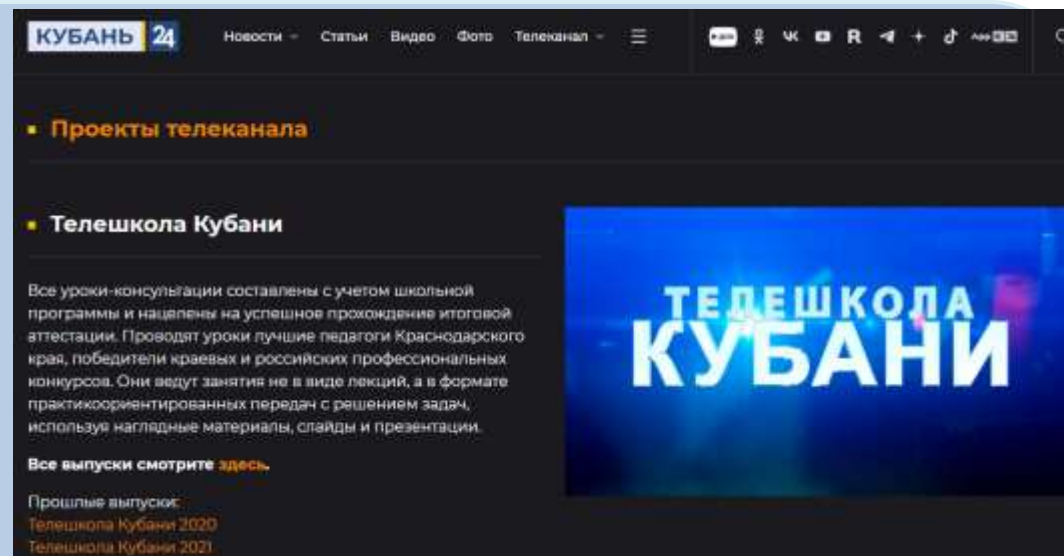 КУБАНЬ 24
Новости Статьи Видео Фото Телеканал
Проекты телеканала
Телешкола Кубани
Все уроки-консультации составлены с учетом школьной
программы и нацелены на успешное прохождение итоговой
аттестации. Проводят уроки лучшие педагоги Краснодарского
края, победители краевых и российских профессиональных
конкурсов. Они ведут занятия не в виде лекций, а в формате
практикоориентированных передач с решением задач,
используя наглядные материалы, слайды и презентации.
Все выпуски смотрите здесь.
Прошлые выпуски:
Телешкола Кубани 2020
Телешкола Кубани 2021
ТЕЛЕШКОЛА
КУБАНИ